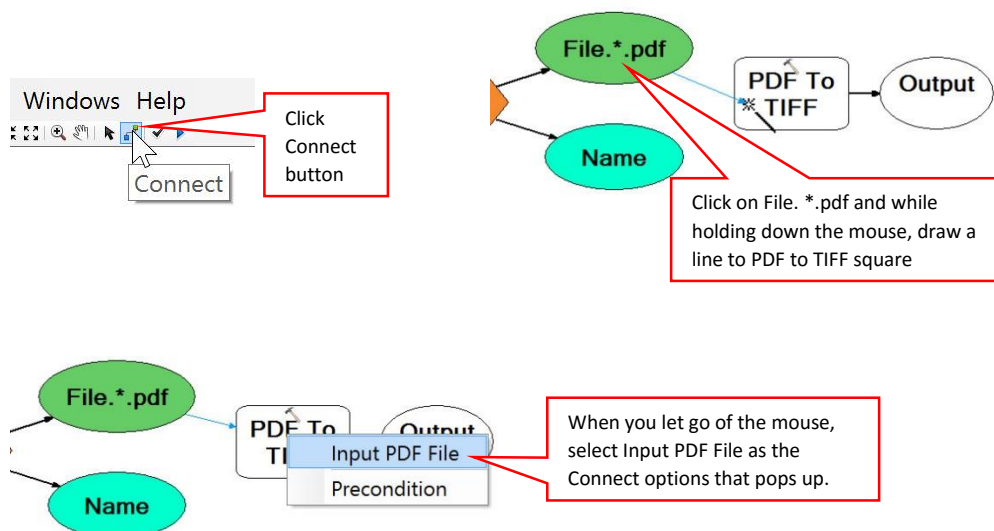 Windows Help
Connect
Click
Connect
button
File.*.pdf
PDF To
TIFF
Output
Name
Click on File. *.pdf and while
holding down the mouse, draw a
line to PDF to TIFF square
File.*.pdf
PDF To
TI
Output
Input PDF File
Precondition
Name
When you let go of the mouse,
select Input PDF File as the
Connect options that pops up.